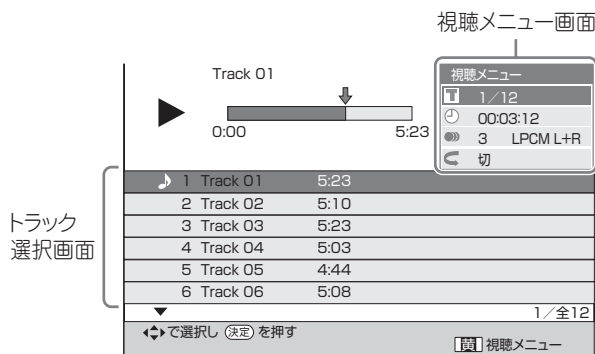 視聴メニュー画面
Track 01
0:00
5:23
視聴メニュー
T 1／12
00:03:12
3 LPCM L+R
切
トラック
選択画面
1 Track 01 5:23
2 Track 02 5:10
3 Track 03 5:23
4 Track 04 5:03
5 Track 05 4:44
6 Track 06 5:08
1／全12
で選択し 決定 を押す
黄 視聴メニュー